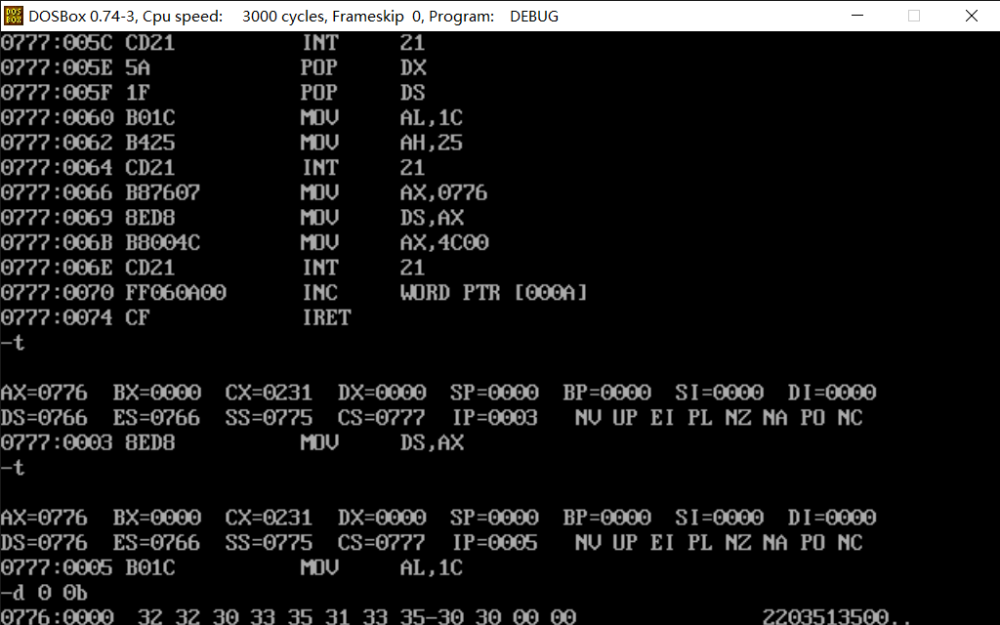 DOSBox 0.74-3, Cpu speed: 3000 cycles, Frameskip 0, Program: DEBUG
0777:005C CD21 INT 21
0777:005E 5A POP DX
0777:005F 1F POP DS
0777:0060 B01C MOV AL,1C
0777:0062 B425 MOV AH,25
0777:0064 CD21 INT 21
0777:0066 B87607 MOV AX,0776
0777:0069 8ED8 MOV DS,AX
0777:006B B8004C MOV AX,4C00
0777:006E CD21 INT 21
0777:0070 FF060A00 INC WORD PTR [000A]
0777:0074 CF IRET
-t
AX=0776 BX=0000 CX=0231 DX=0000 SP=0000 BP=0000 SI=0000 DI=0000
DS=0766 ES=0766 SS=0775 CS=0777 IP=0003 NV UP EI PL NZ NA PO NC
0777:0003 8ED8 MOV DS,AX
-t
AX=0776 BX=0000 CX=0231 DX=0000 SP=0000 BP=0000 SI=0000 DI=0000
DS=0776 ES=0766 SS=0775 CS=0777 IP=0005 NV UP EI PL NZ NA PO NC
0777:0005 B01C MOV AL,1C
-d 0 0b
0776:0000 32 32 30 33 35 31 33 35-30 30 00 00 2203513500..